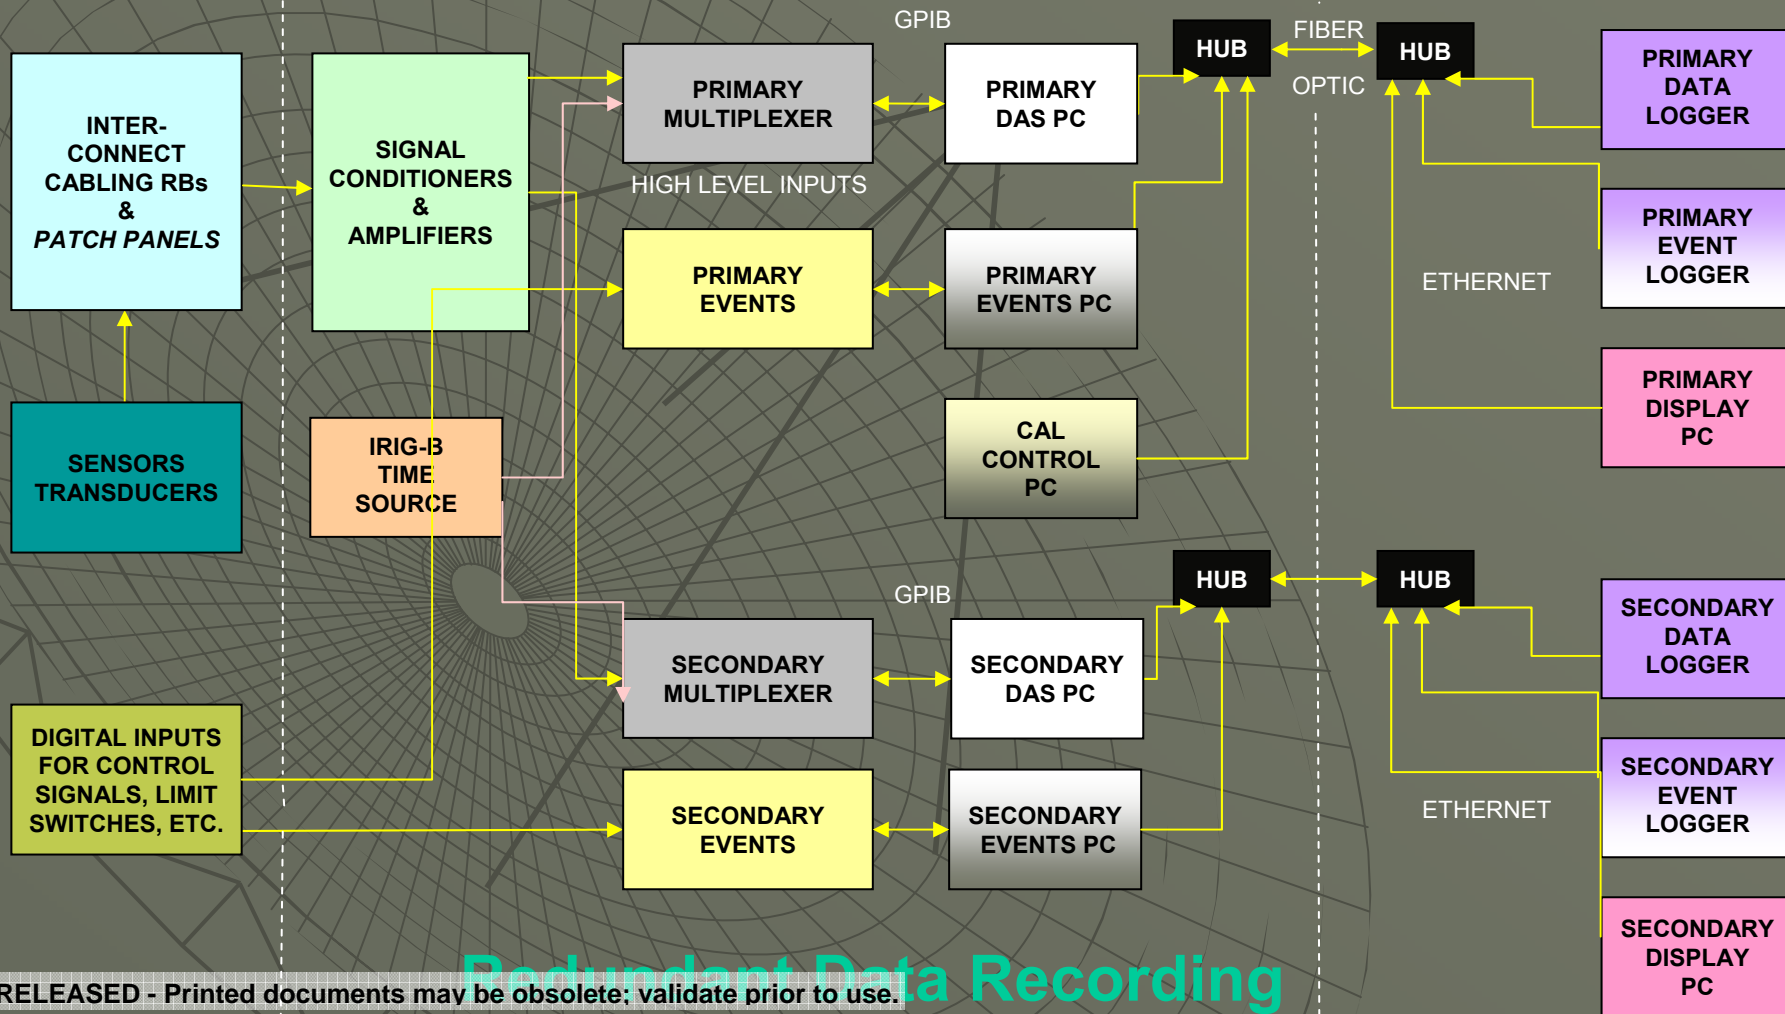 GPIB
HUB
FIBER
OPTIC
HUB
PRIMARY
DATA
LOGGER
INTER-
CONNECT
CABLING RBs
&
PATCH PANELS
SIGNAL
CONDITIONERS
&
AMPLIFIERS
PRIMARY
MULTIPLEXER
HIGH LEVEL INPUTS
PRIMARY
DAS PC
PRIMARY
EVENTS
PRIMARY
EVENTS PC
ETHERNET
PRIMARY
EVENT
LOGGER
SENSORS
TRANSDUCERS
IRIG-B
TIME
SOURCE
CAL
CONTROL
PC
PRIMARY
DISPLAY
PC
GPIB
HUB
HUB
SECONDARY
MULTIPLEXER
SECONDARY
DAS PC
SECONDARY
DATA
LOGGER
DIGITAL INPUTS
FOR CONTROL
SIGNALS, LIMIT
SWITCHES, ETC.
SECONDARY
EVENTS
SECONDARY
EVENTS PC
ETHERNET
SECONDARY
EVENT
LOGGER
SECONDARY
DISPLAY
PC
Redundant Data Recording
RELEASED - Printed documents may be obsolete; validate prior to use.